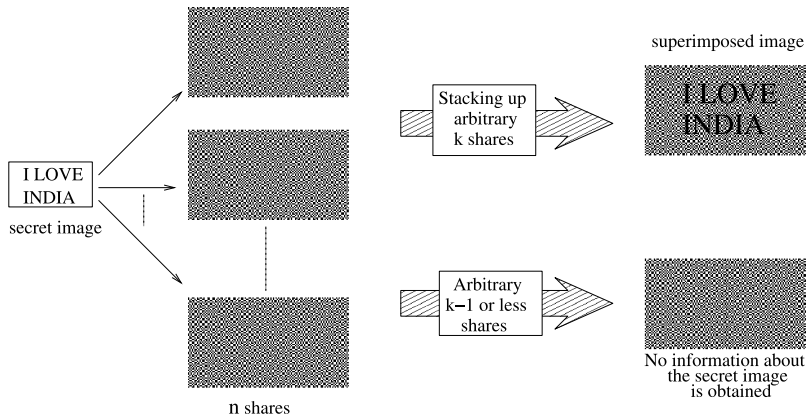 I LOVE
INDIA
secret image
n shares
Stacking up
arbitrary
k shares
superimposed image
I LOVE
INDIA
Arbitrary
k−1 or less
shares
No information about
the secret image
is obtained